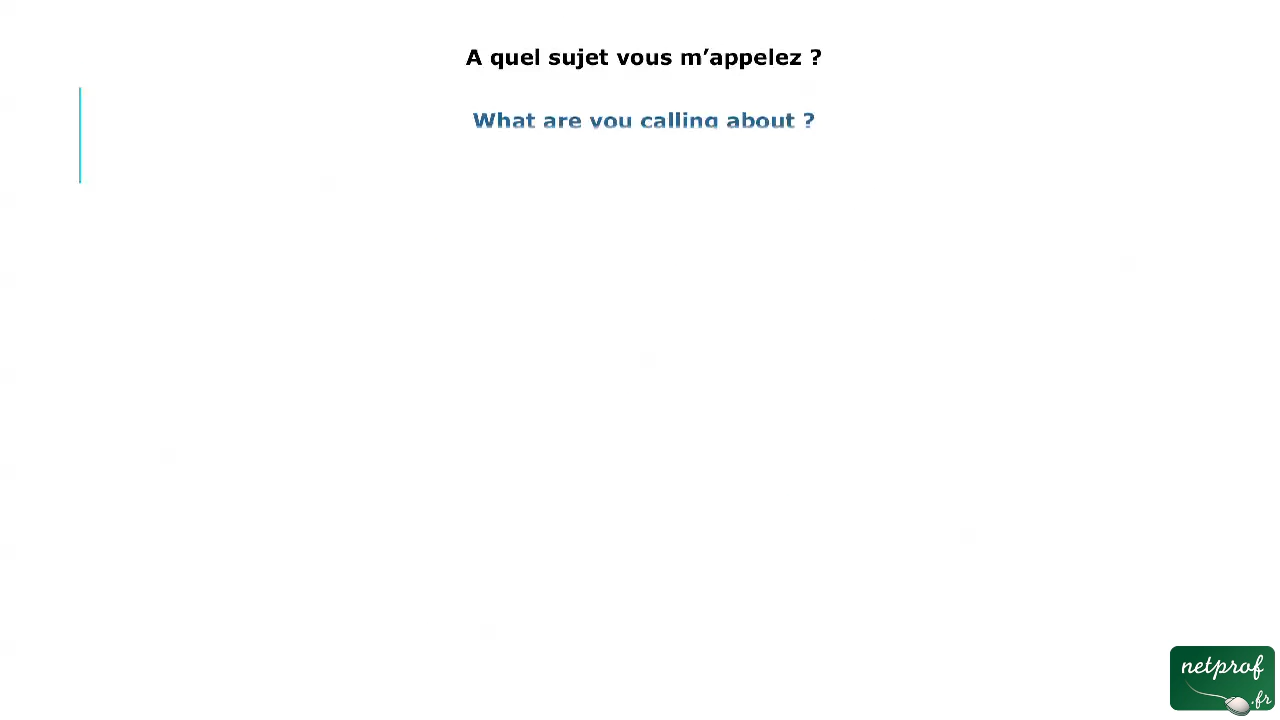 A quel sujet vous m’appelez ?
What are you calling about ?
netprof
.fr